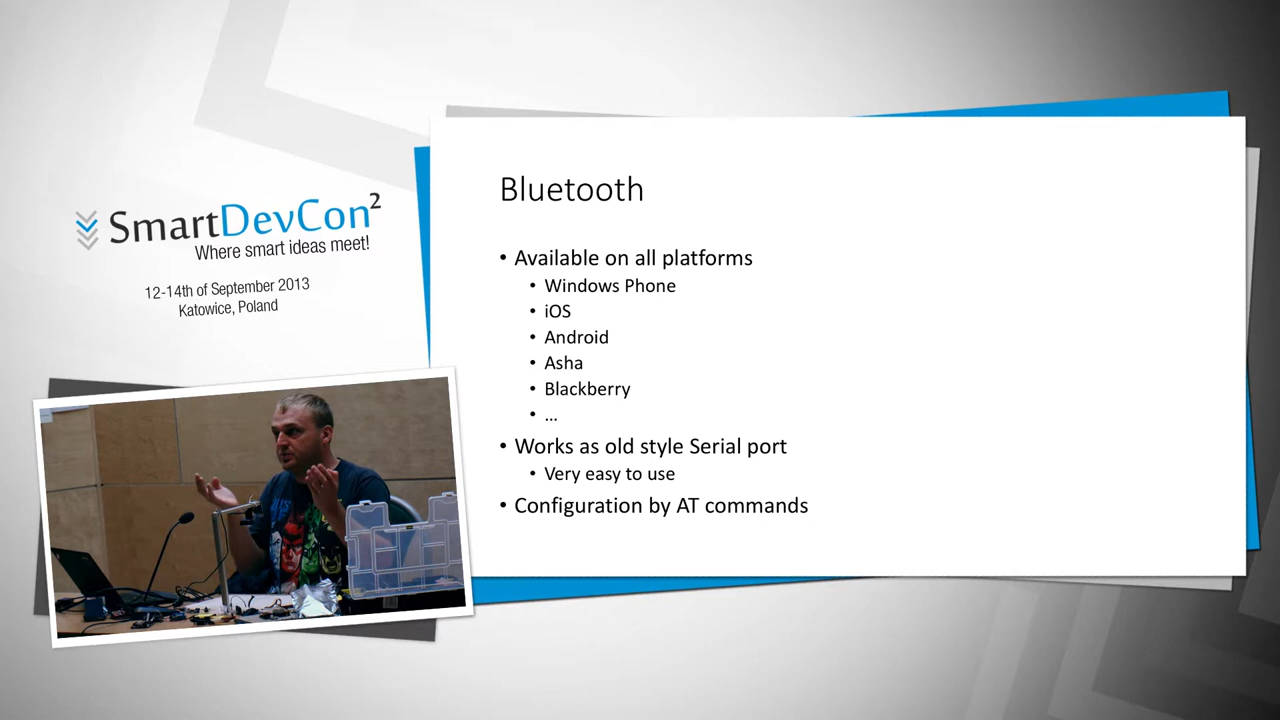 SmartDevCon²
Where smart ideas meet!
12-14th of September 2013
Katowice, Poland
Bluetooth
• Available on all platforms
• Windows Phone
• iOS
• Android
• Asha
• Blackberry
• ...
• Works as old style Serial port
• Very easy to use
• Configuration by AT commands